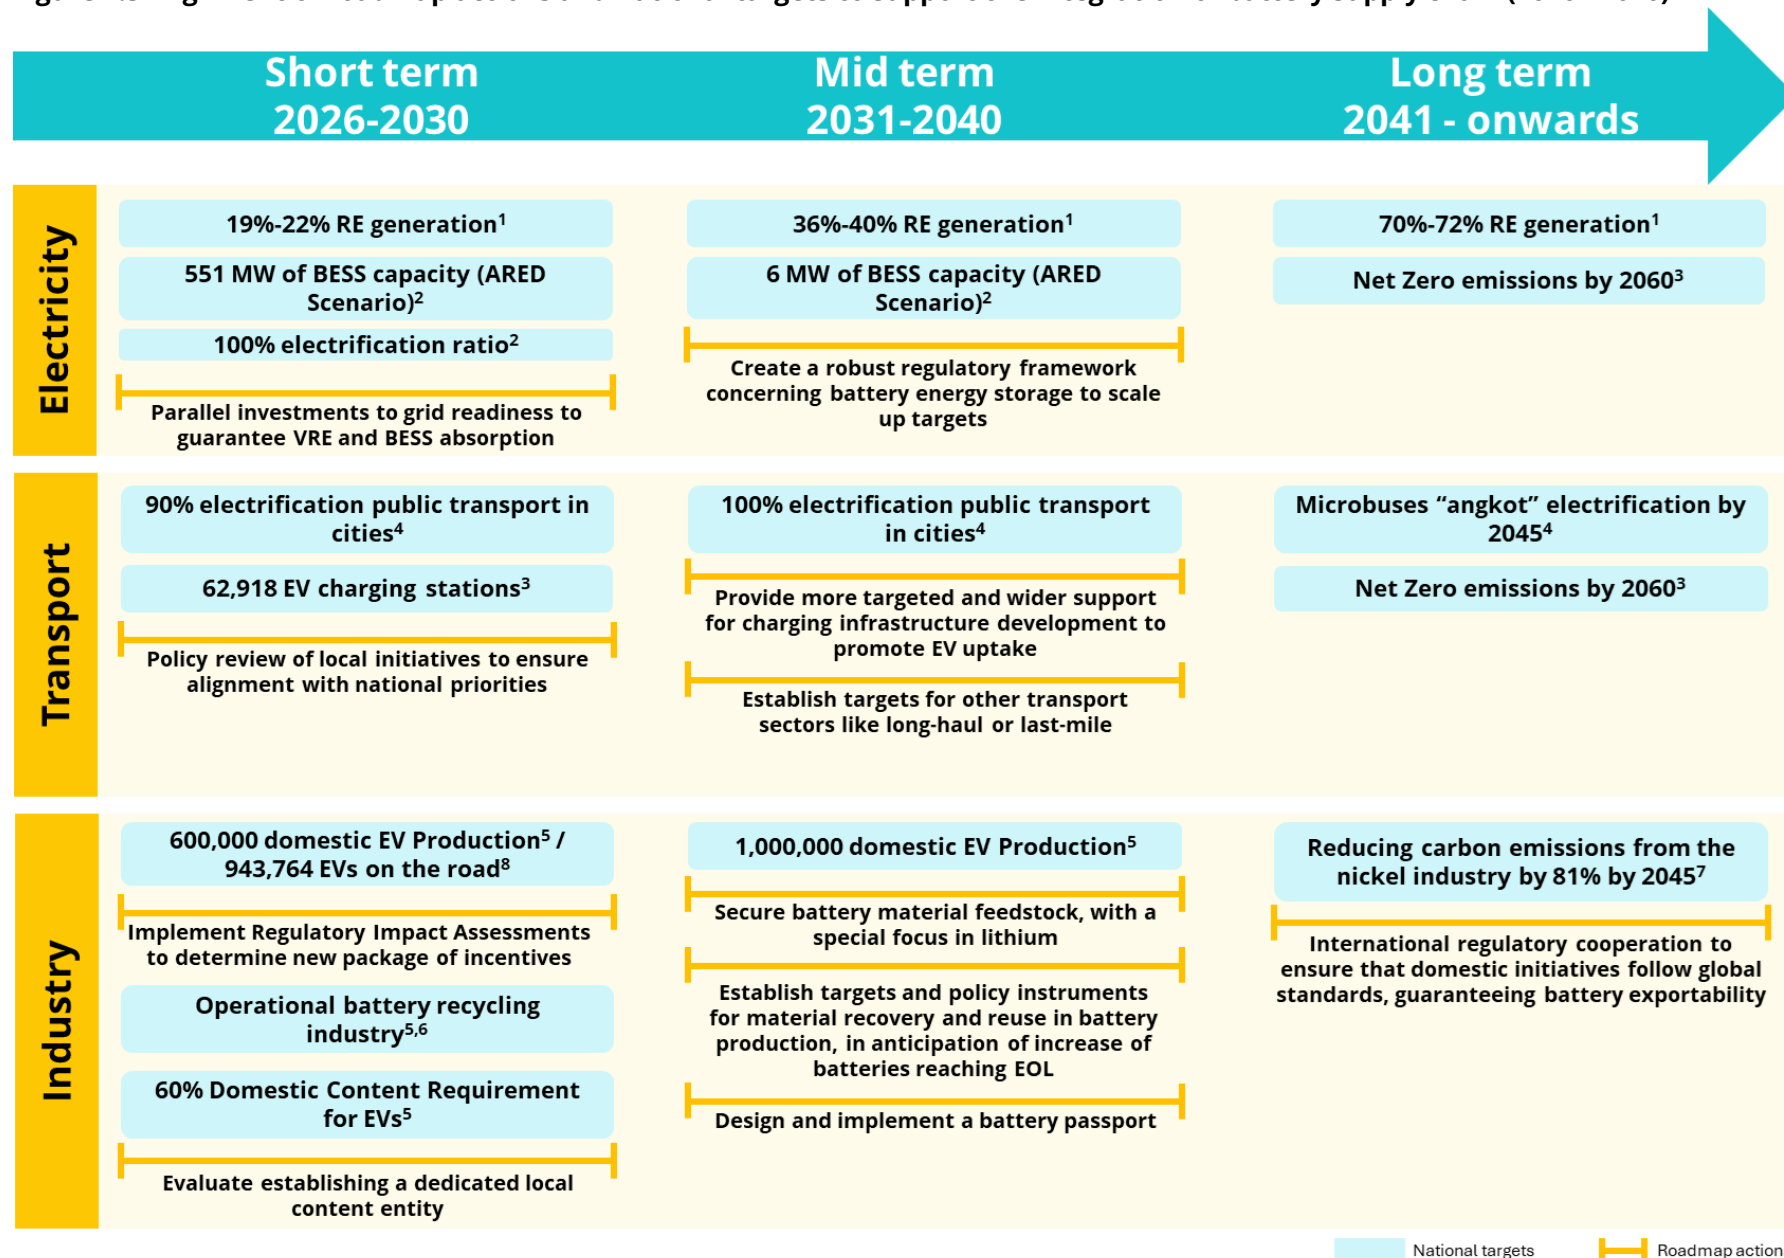 Short term
2026-2030
Mid term
2031-2040
Long term
2041 - onwards
Electricity
19%-22% RE generation¹
551 MW of BESS capacity (ARED
Scenario)²
100% electrification ratio²
Parallel investments to grid readiness to
guarantee VRE and BESS absorption
36%-40% RE generation¹
6 MW of BESS capacity (ARED
Scenario)²
Create a robust regulatory framework
concerning battery energy storage to scale
up targets
70%-72% RE generation¹
Net Zero emissions by 2060³
Transport
90% electrification public transport in
cities⁴
62,918 EV charging stations³
Policy review of local initiatives to ensure
alignment with national priorities
100% electrification public transport
in cities⁴
Provide more targeted and wider support
for charging infrastructure development to
promote EV uptake
Establish targets for other transport
sectors like long-haul or last-mile
Microbuses “angkot” electrification by
2045⁴
Net Zero emissions by 2060³
Industry
600,000 domestic EV Production⁵ /
943,764 EVs on the road⁸
Implement Regulatory Impact Assessments
to determine new package of incentives
Operational battery recycling
industry⁵,⁶
60% Domestic Content Requirement
for EVs⁵
Evaluate establishing a dedicated local
content entity
1,000,000 domestic EV Production⁵
Secure battery material feedstock, with a
special focus in lithium
Establish targets and policy instruments
for material recovery and reuse in battery
production, in anticipation of increase of
batteries reaching EOL
Design and implement a battery passport
Reducing carbon emissions from the
nickel industry by 81% by 2045⁷
International regulatory cooperation to
ensure that domestic initiatives follow global
standards, guaranteeing battery exportability
National targets
Roadmap action